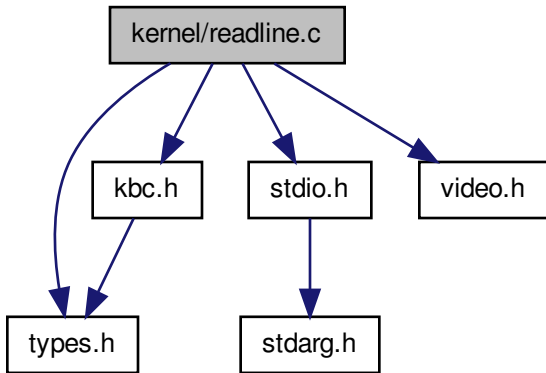 kernel/readline.c
kbc.h
stdio.h
video.h
types.h
stdarg.h